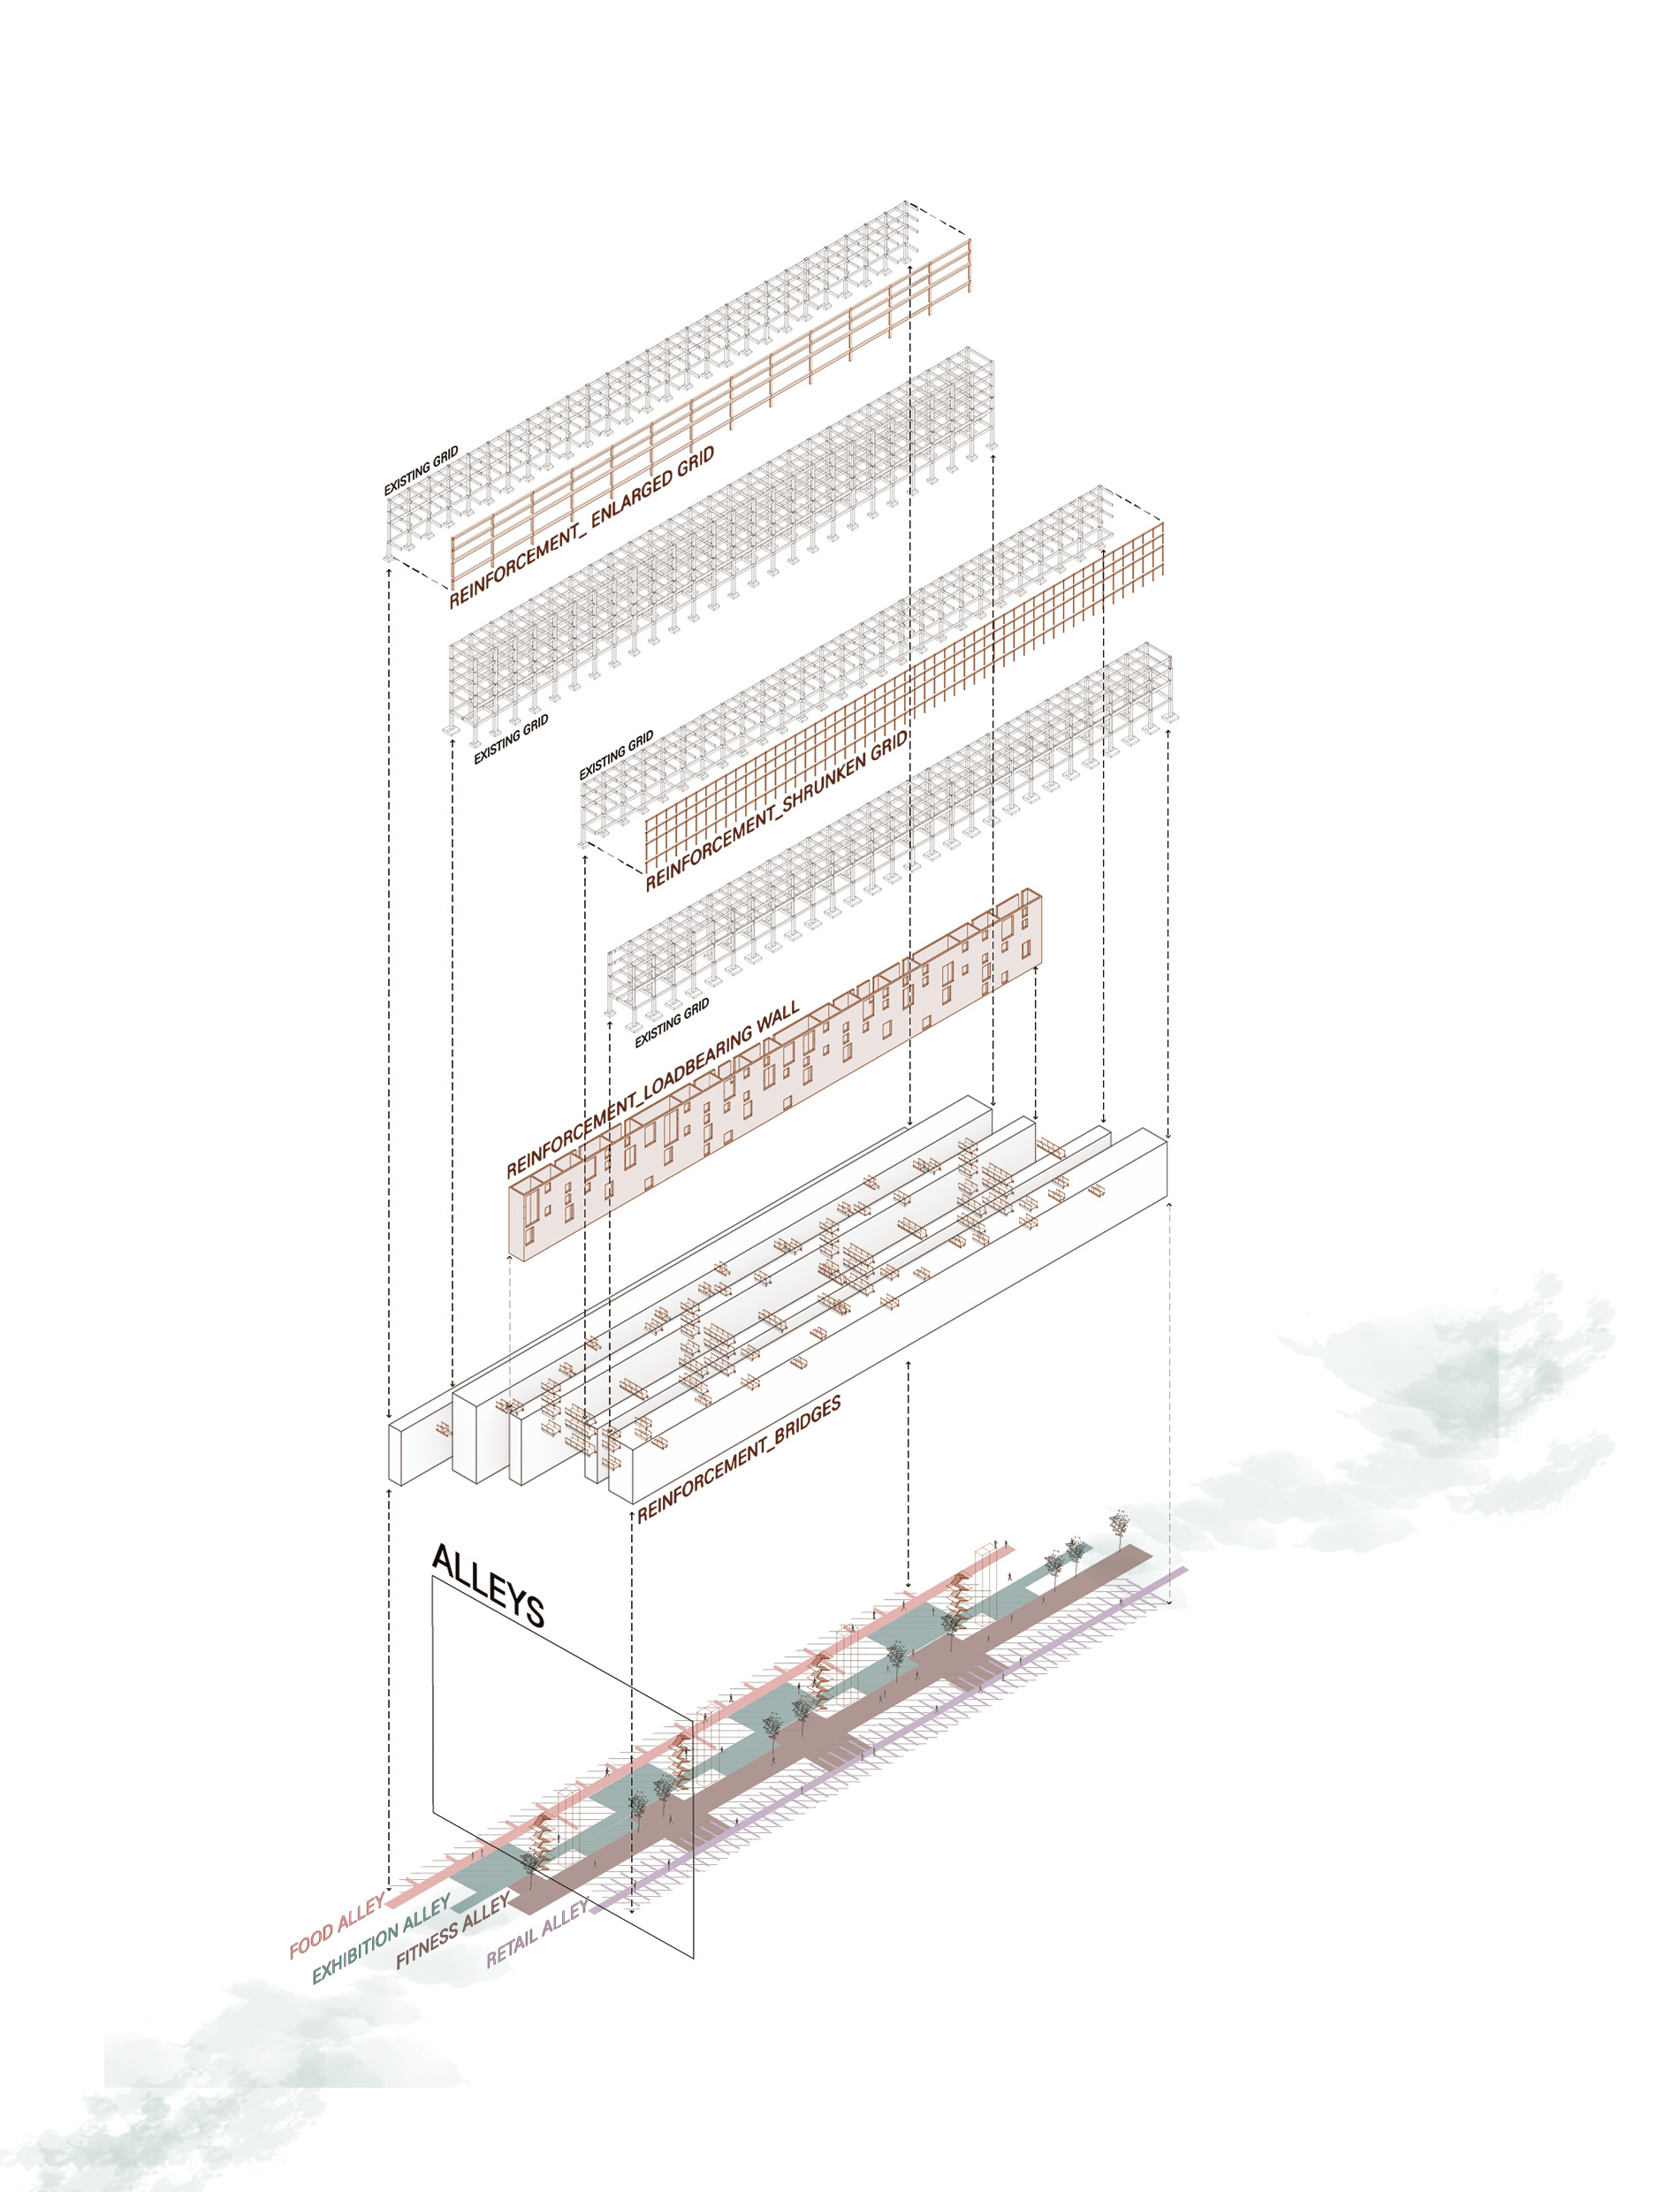 EXISTING GRID
REINFORCEMENT_ ENLARGED GRID
EXISTING GRID
EXISTING GRID
REINFORCEMENT_SHRUNKEN GRID
EXISTING GRID
REINFORCEMENT_LOADBEARING WALL
REINFORCEMENT_BRIDGES
ALLEYS
FOOD ALLEY
EXHIBITION ALLEY
FITNESS ALLEY
RETAIL ALLEY